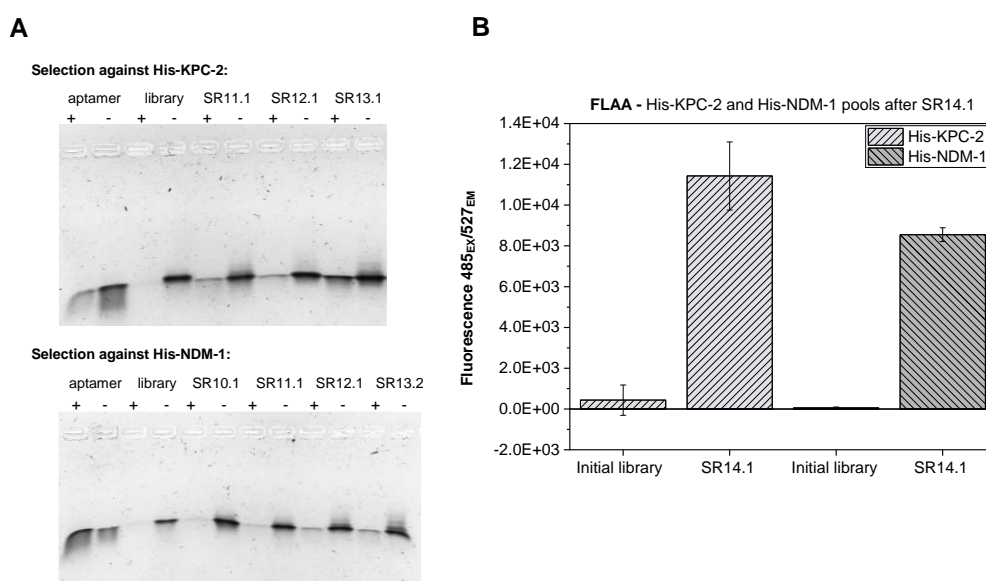 A
Selection against His-KPC-2:
aptamer library SR11.1 SR12.1 SR13.1
+ - + - + - + - + -
Selection against His-NDM-1:
aptamer library SR10.1 SR11.1 SR12.1 SR13.2
+ - + - + - + - + - + -
B
FLAA - His-KPC-2 and His-NDM-1 pools after SR14.1
His-KPC-2
His-NDM-1
Fluorescence 485EX/527EM
1.4E+04
1.2E+04
1.0E+04
8.0E+03
6.0E+03
4.0E+03
2.0E+03
0.0E+00
-2.0E+03
Initial library SR14.1 Initial library SR14.1